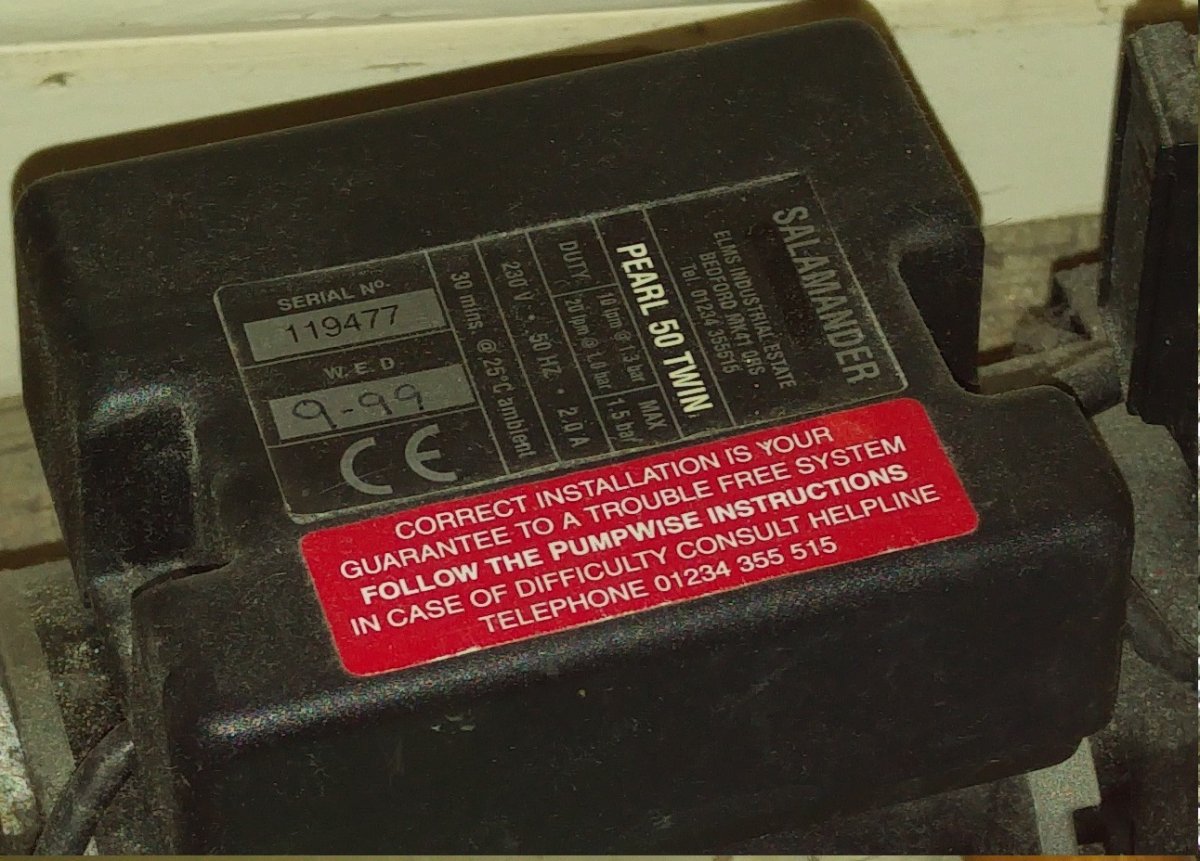 SALAMANDER
ELMS INDUSTRIAL ESTATE
BEDFORD MK41
Tel. 01234 355515
PEARL 50 TWIN
DUTY
10 lpm @ 1.3 bar
20 lpm @ 1.0 bar
MAX
1.5 bar
230 V • 50 HZ • 2.0 A
30 mins @ 25°C ambient
SERIAL Nº.
119477
W.E.D
9-99
CE
CORRECT INSTALLATION IS YOUR
GUARANTEE TO A TROUBLE FREE SYSTEM
FOLLOW THE PUMPWISE INSTRUCTIONS
IN CASE OF DIFFICULTY CONSULT HELPLINE
TELEPHONE 01234 355 515